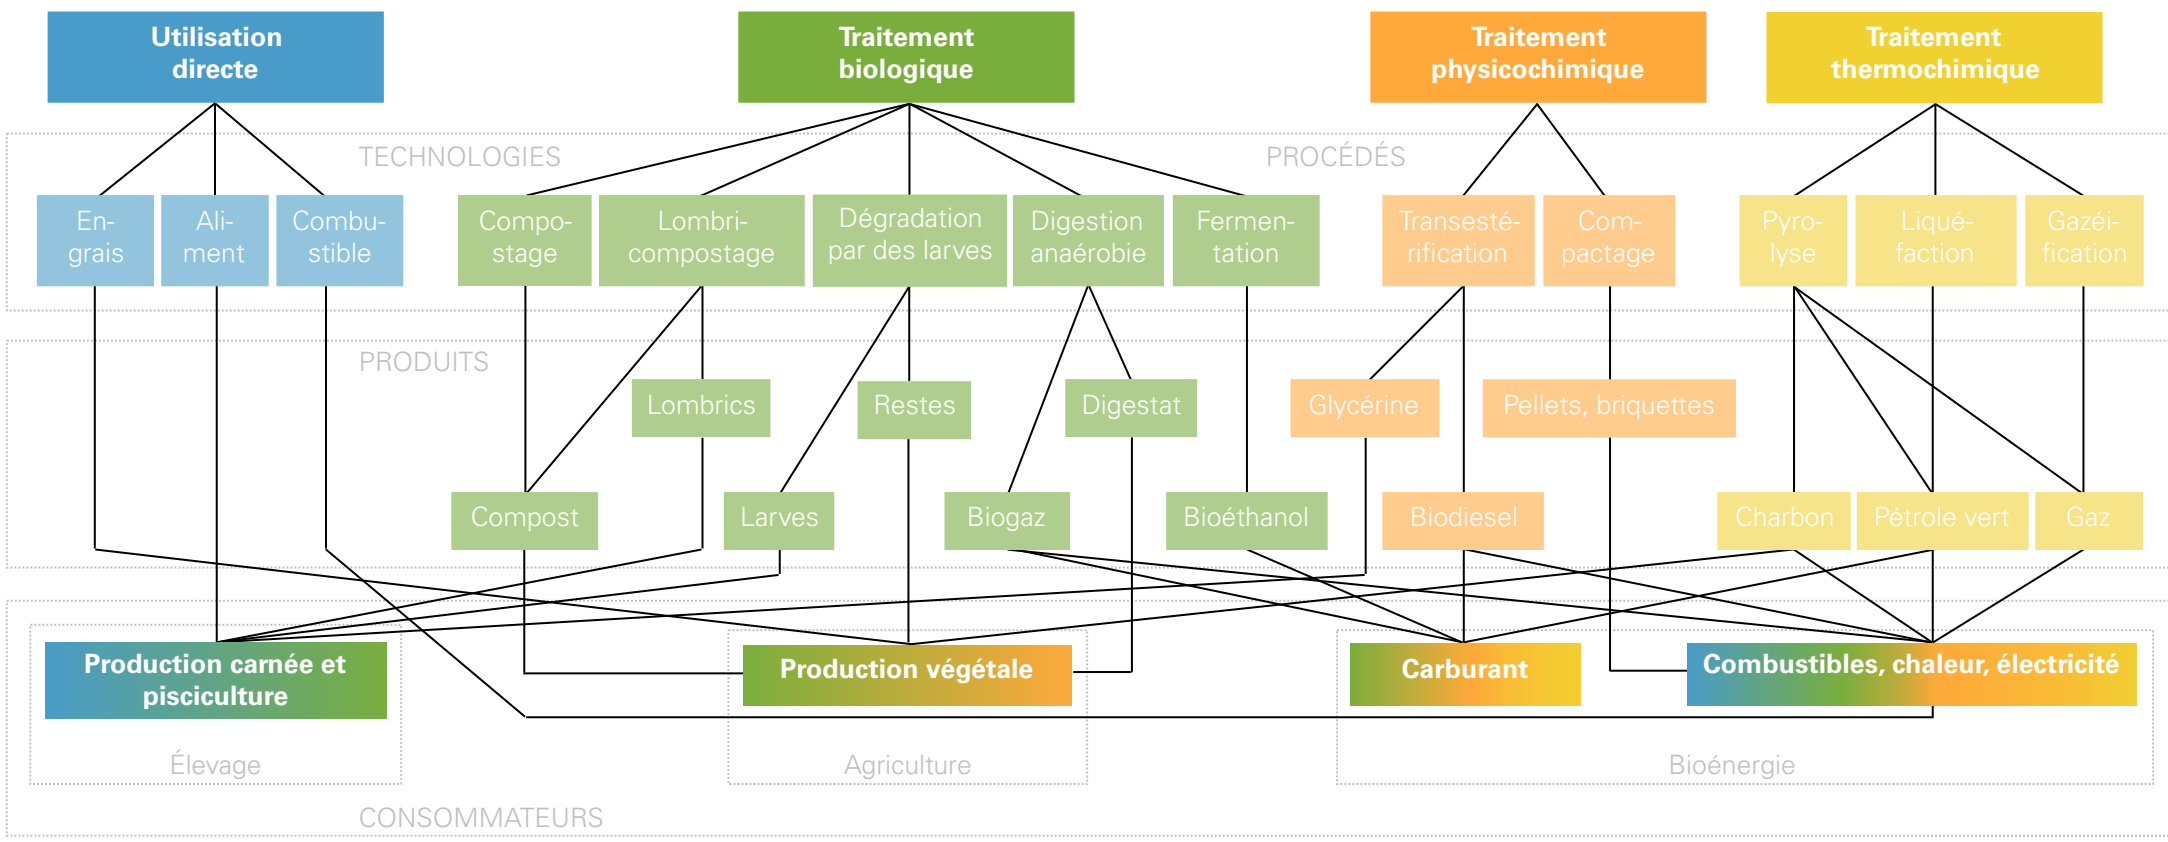 Utilisation
directe
Traitement
biologique
Traitement
physicochimique
Traitement
thermochimique
TECHNOLOGIES
PROCÉDÉS
En-
grais
Ali-
ment
Combu-
stible
Compo-
stage
Lombri-
compostage
Dégradation
par des larves
Digestion
anaérobie
Fermen-
tation
Transesté-
rification
Com-
pactage
Pyro-
lyse
Liqué-
faction
Gazéi-
fication
PRODUITS
Lombrics
Restes
Digestat
Glycérine
Pellets, briquettes
Compost
Larves
Biogaz
Bioéthanol
Biodiesel
Charbon
Pétrole vert
Gaz
Production carnée et
pisciculture
Production végétale
Carburant
Combustibles, chaleur, électricité
Élevage
Agriculture
Bioénergie
CONSOMMATEURS